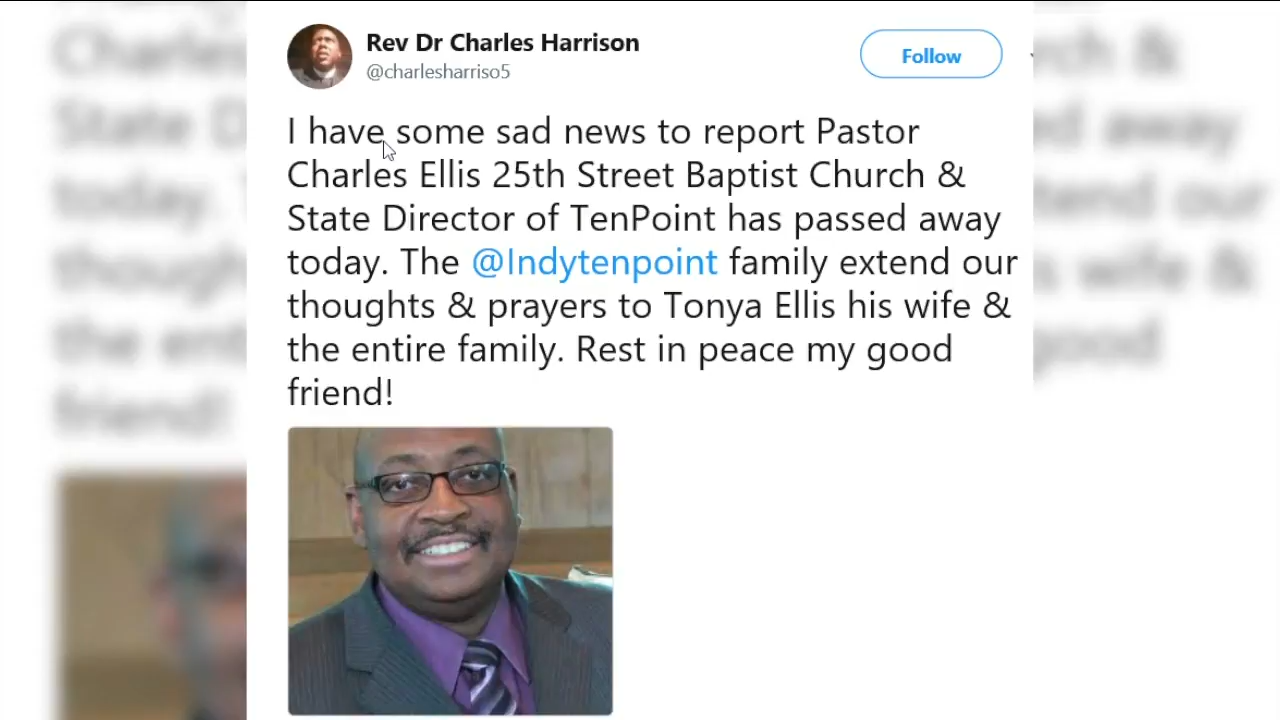 Rev Dr Charles Harrison
@charlesharriso5
Follow
I have some sad news to report Pastor
Charles Ellis 25th Street Baptist Church &
State Director of TenPoint has passed away
today. The @Indytenpoint family extend our
thoughts & prayers to Tonya Ellis his wife &
the entire family. Rest in peace my good
friend!